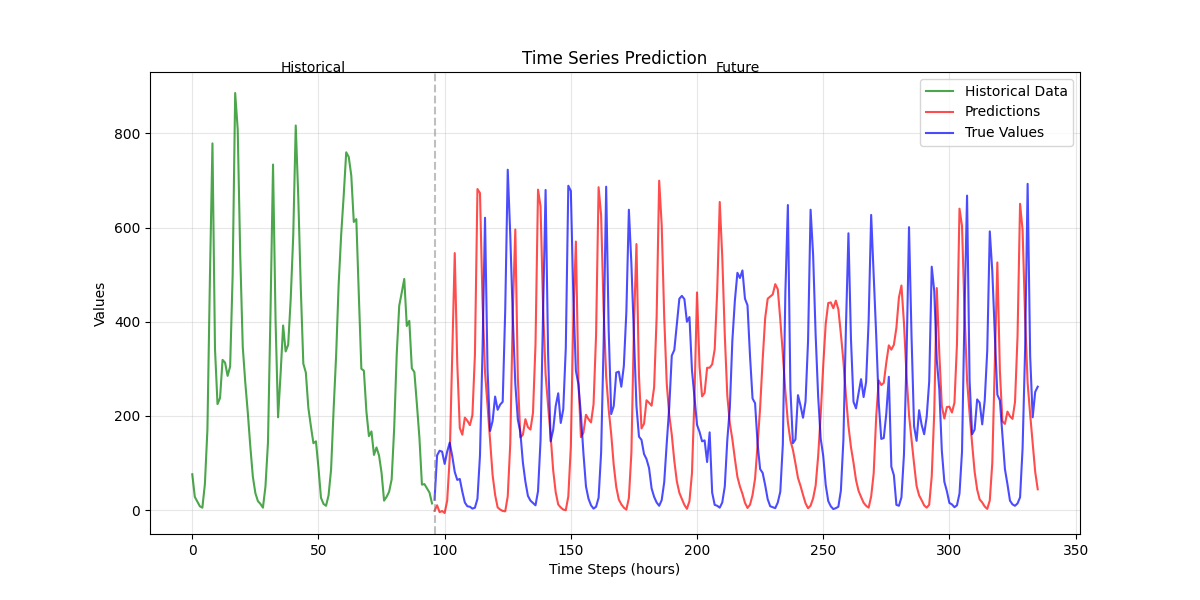 Time Series Prediction
Historical
Future
Historical Data
Predictions
True Values
Values
800
600
400
200
0
0
50
100
150
200
250
300
350
Time Steps (hours)